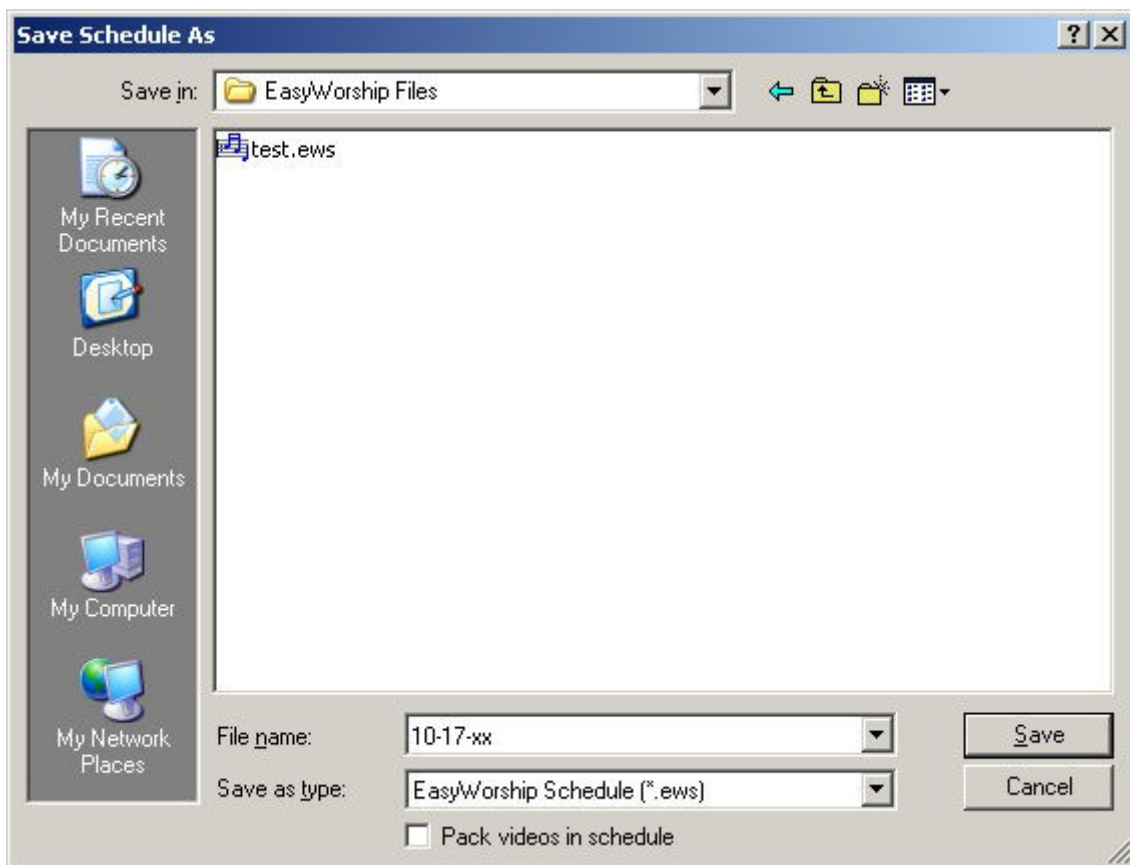 Save Schedule As
Save in:
EasyWorship Files
test.ews
My Recent
Documents
Desktop
My Documents
My Computer
My Network
Places
File name:
10-17-xx
Save
Save as type:
EasyWorship Schedule (*.ews)
Cancel
Pack videos in schedule